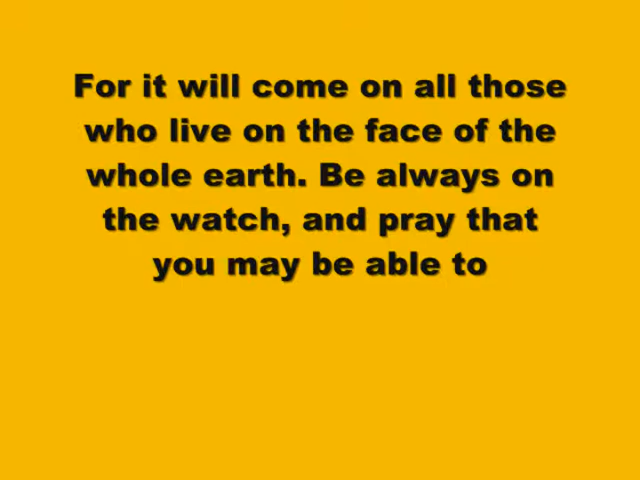 For it will come on all those
who live on the face of the
whole earth. Be always on
the watch, and pray that
you may be able to